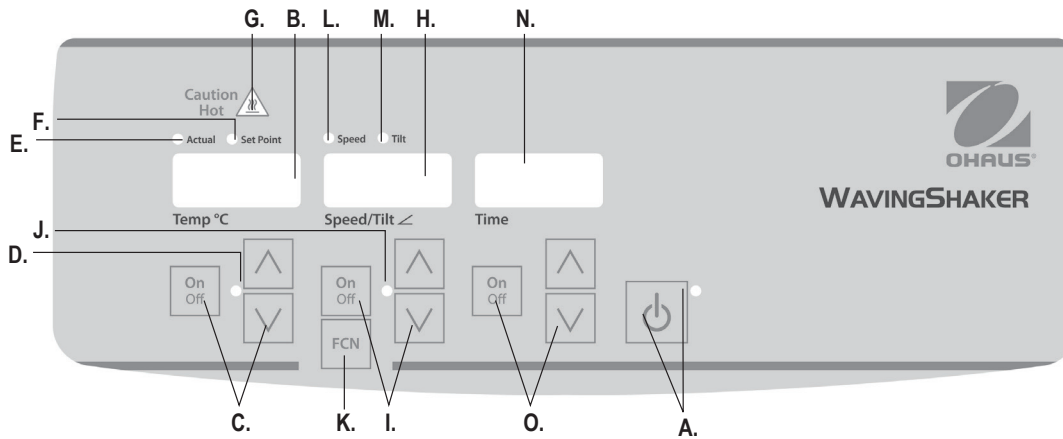 G. B. L. M. H. N.
Caution
Hot
F.
E.
Actual Set Point Speed Tilt
OHAUS®
WAVINGSHAKER
Temp °C Speed/Tilt ∠ Time
J.
D.
On
Off
On
Off
On
Off
FCN
C. K. I. O. A.